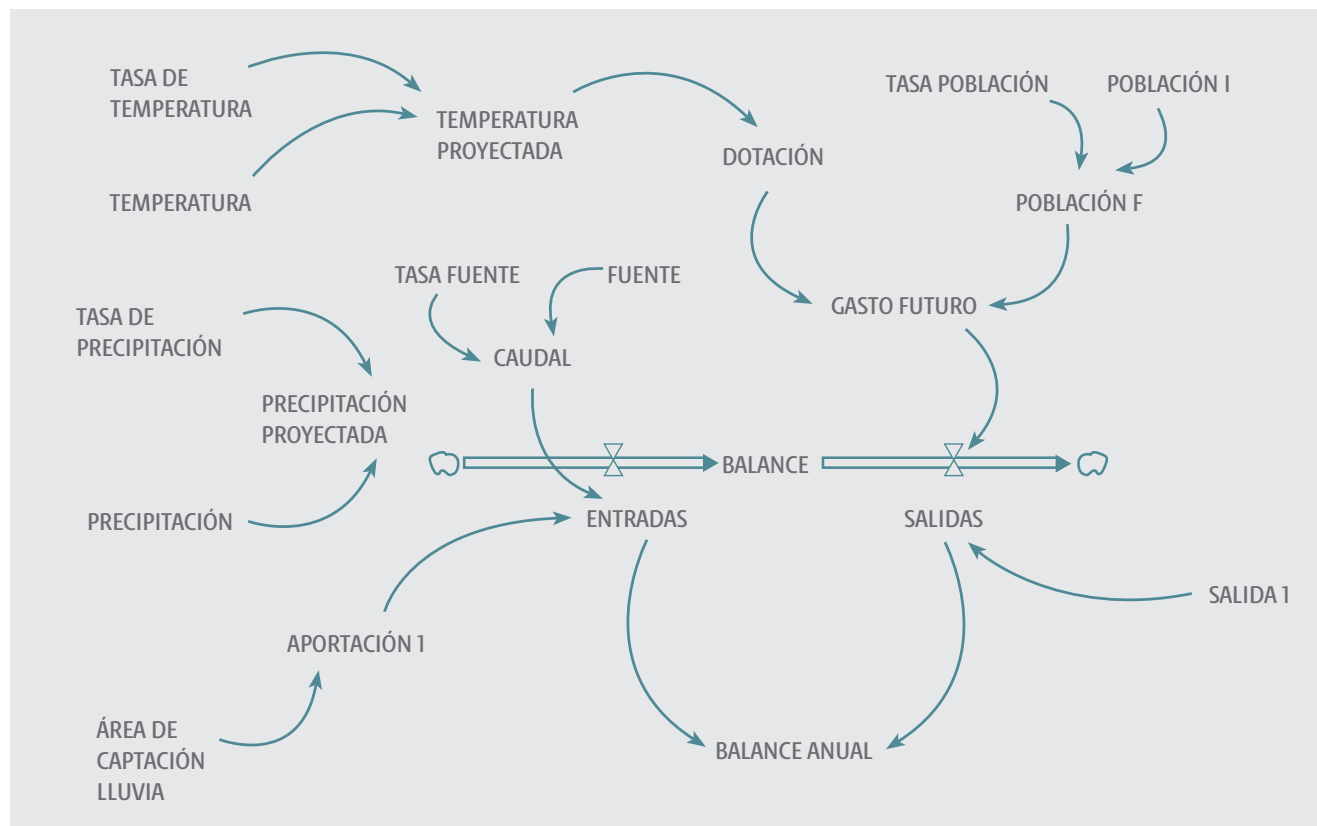 TASA DE
TEMPERATURA
TEMPERATURA
TEMPERATURA
PROYECTADA
DOTACIÓN
TASA POBLACIÓN
POBLACIÓN I
POBLACIÓN F
TASA FUENTE
FUENTE
GASTO FUTURO
TASA DE
PRECIPITACIÓN
CAUDAL
PRECIPITACIÓN
PROYECTADA
BALANCE
PRECIPITACIÓN
ENTRADAS
SALIDAS
SALIDA 1
APORTACIÓN 1
ÁREA DE
CAPTACIÓN
LLUVIA
BALANCE ANUAL